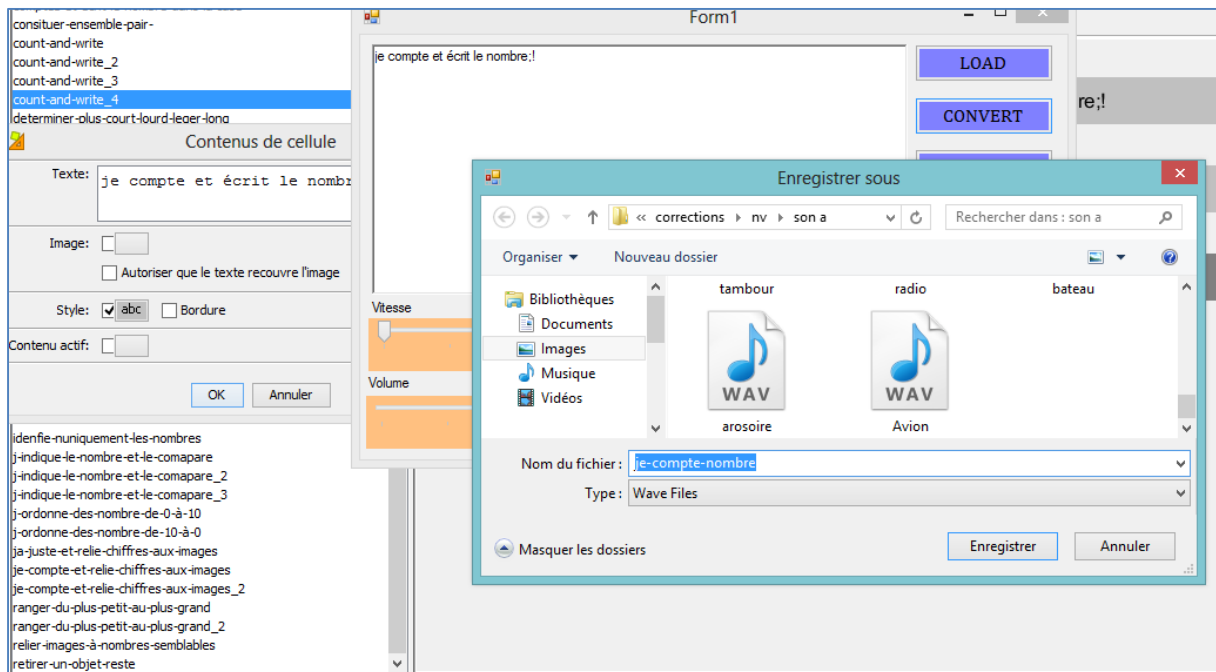 consituer-ensemble-pair-
count-and-write
count-and-write_2
count-and-write_3
count-and-write_4
determiner-plus-court-lourd-leger-long
Contenus de cellule
Texte: je compte et écrit le nombr
Image:
Autoriser que le texte recouvre l'image
Style: abc Bordure
Contenu actif:
OK Annuler
idenfie-nuniquement-les-nombres
j-indique-le-nombre-et-le-comapare
j-indique-le-nombre-et-le-comapare_2
j-indique-le-nombre-et-le-comapare_3
j-ordonne-des-nombre-de-0-à-10
j-ordonne-des-nombre-de-10-à-0
ja-juste-et-relie-chiffres-aux-images
je-compte-et-relie-chiffres-aux-images
je-compte-et-relie-chiffres-aux-images_2
ranger-du-plus-petit-au-plus-grand
ranger-du-plus-petit-au-plus-grand_2
relier-images-à-nombres-semblables
retirer-un-objet-reste
Form1
je compte et écrit le nombre;!
LOAD
CONVERT
Vitesse
Volume
re;!
Enregistrer sous
« corrections nv son a
Rechercher dans : son a
Organiser Nouveau dossier
Bibliothèques
Documents
Images
Musique
Vidéos
tambour radio bateau
WAV WAV
arosoire Avion
Nom du fichier : je-compte-nombre
Type : Wave Files
Masquer les dossiers
Enregistrer Annuler